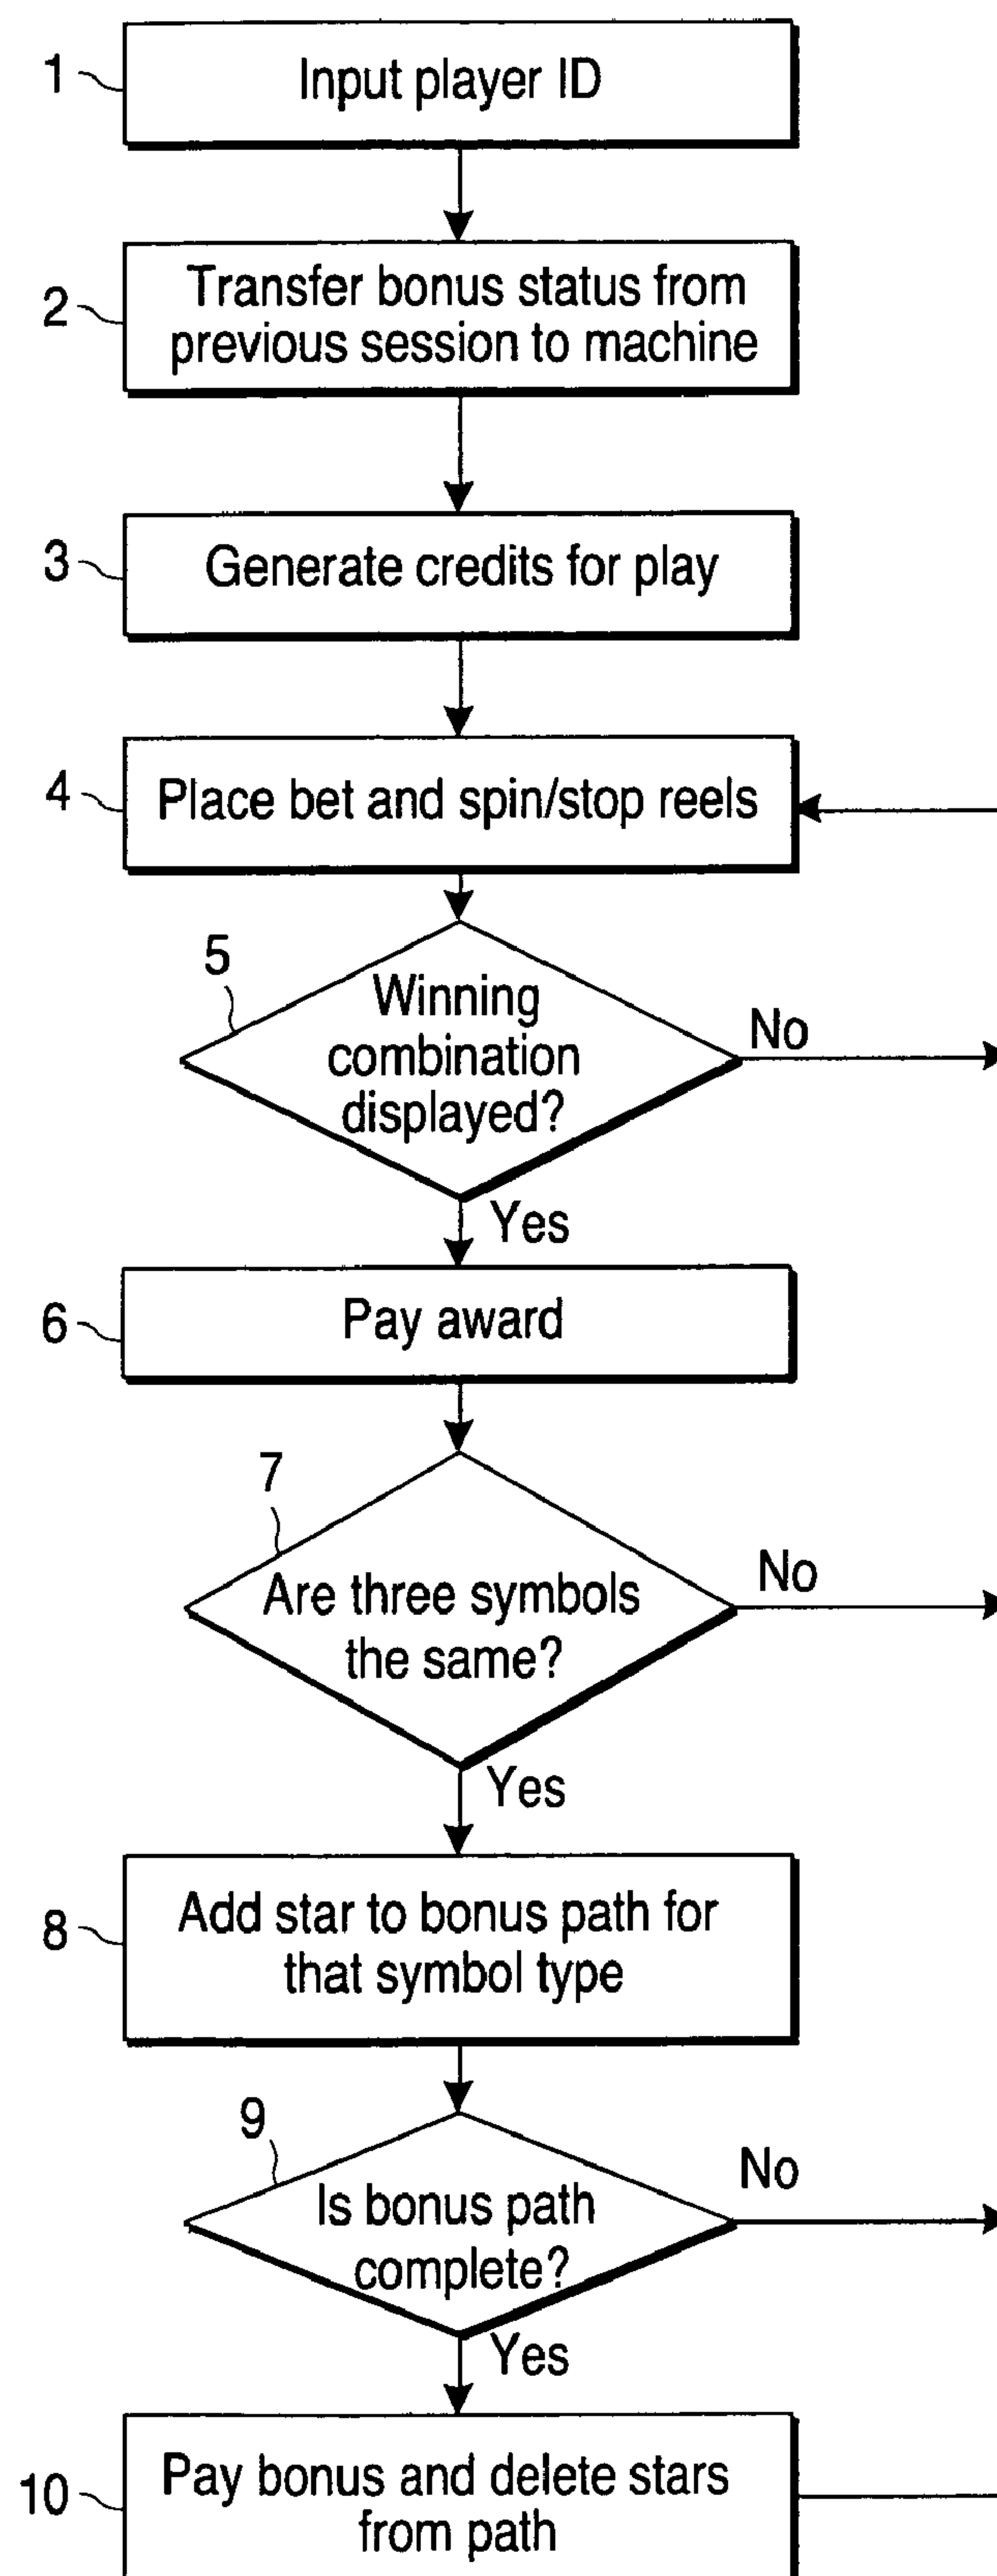 1
Input player ID
2
Transfer bonus status from
previous session to machine
3
Generate credits for play
4
Place bet and spin/stop reels
5
Winning
combination
displayed?
No
Yes
6
Pay award
7
Are three symbols
the same?
No
Yes
8
Add star to bonus path for
that symbol type
9
Is bonus path
complete?
No
Yes
10
Pay bonus and delete stars
from path